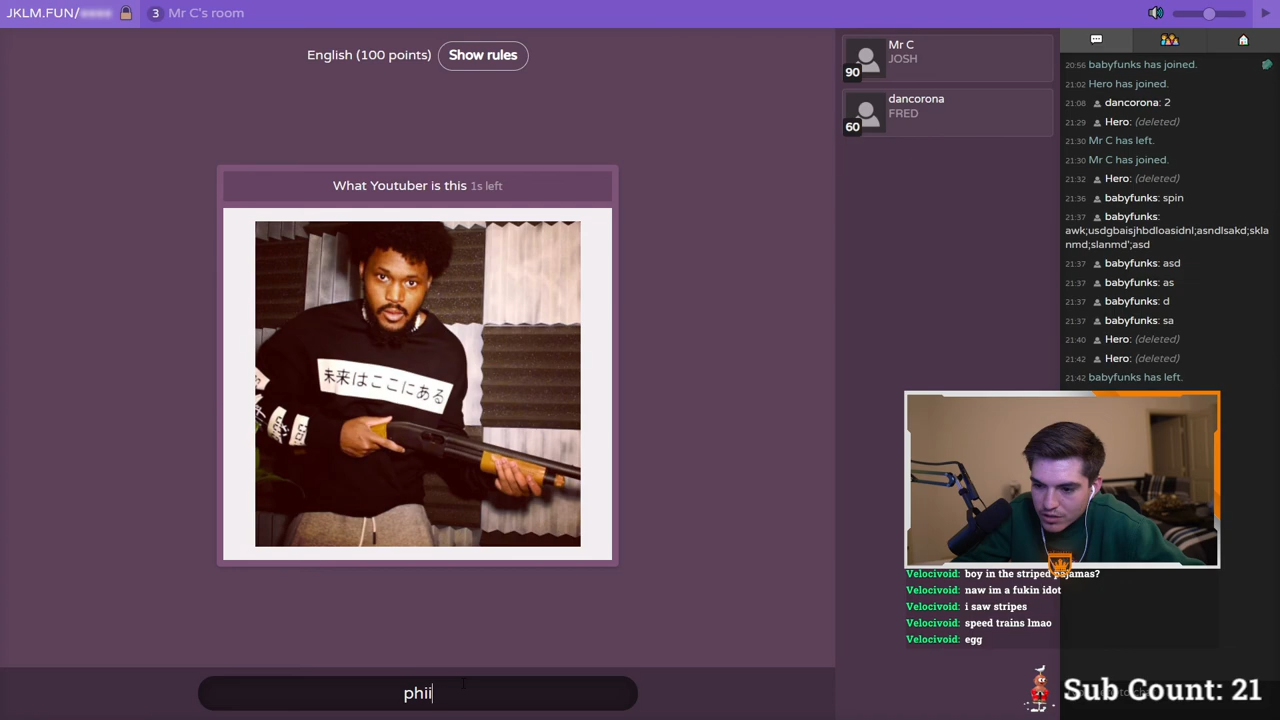 JKLM.FUN/
3 Mr C's room
English (100 points) Show rules
What Youtuber is this 1s left
未来はここにある
phii
Mr C
JOSH
90
dancorona
FRED
60
20:56 babyfunks has joined.
21:02 Hero has joined.
21:08 dancorona: 2
21:29 Hero: (deleted)
21:30 Mr C has left.
21:30 Mr C has joined.
21:32 Hero: (deleted)
21:36 babyfunks: spin
21:37 babyfunks:
awk;usdgbaisjhbdloasidnl;asndlsakd;skla
nmd;slanmd';asd
21:37 babyfunks: asd
21:37 babyfunks: as
21:37 babyfunks: d
21:37 babyfunks: sa
21:40 Hero: (deleted)
21:42 Hero: (deleted)
21:42 babyfunks has left.
Velocivoid: boy in the striped pajamas?
Velocivoid: naw im a fukin idot
Velocivoid: i saw stripes
Velocivoid: speed trains lmao
Velocivoid: egg
Sub Count: 21